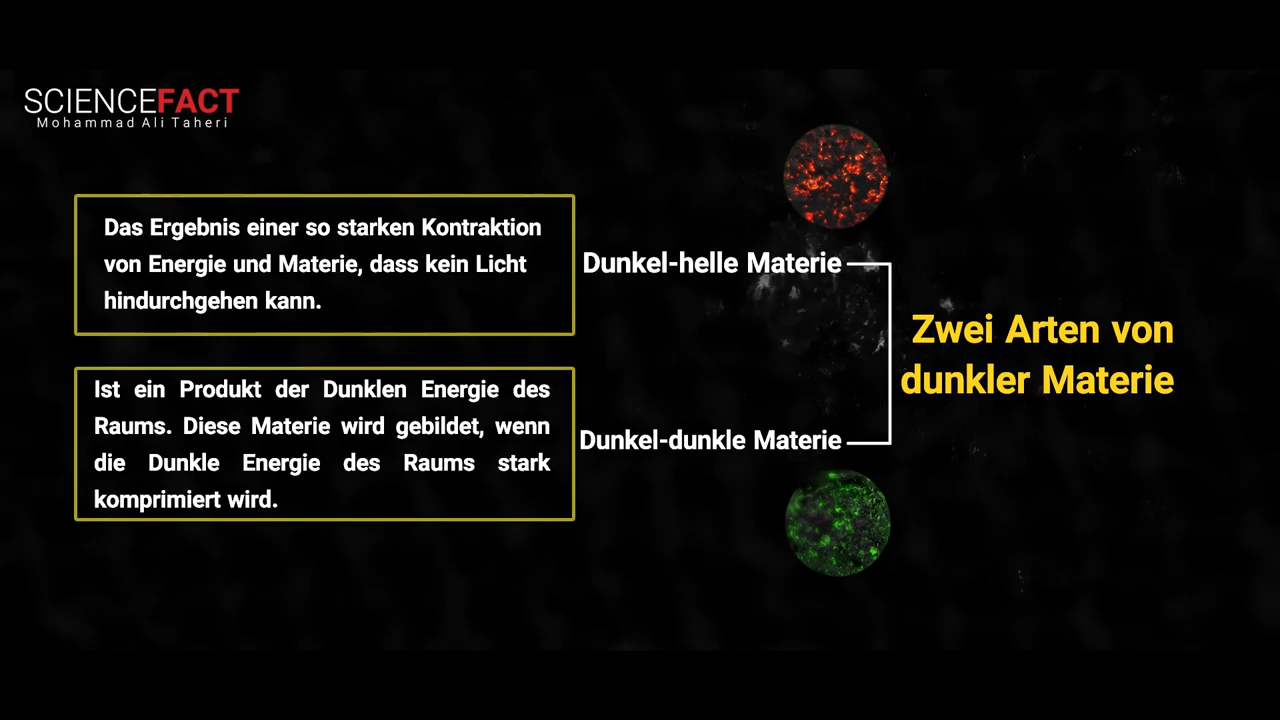 SCIENCEFACT
Mohammad Ali Taheri
Das Ergebnis einer so starken Kontraktion
von Energie und Materie, dass kein Licht
hindurchgehen kann.
Dunkel-helle Materie
Zwei Arten von
dunkler Materie
Ist ein Produkt der Dunklen Energie des
Raums. Diese Materie wird gebildet, wenn
die Dunkle Energie des Raums stark
komprimiert wird.
Dunkel-dunkle Materie